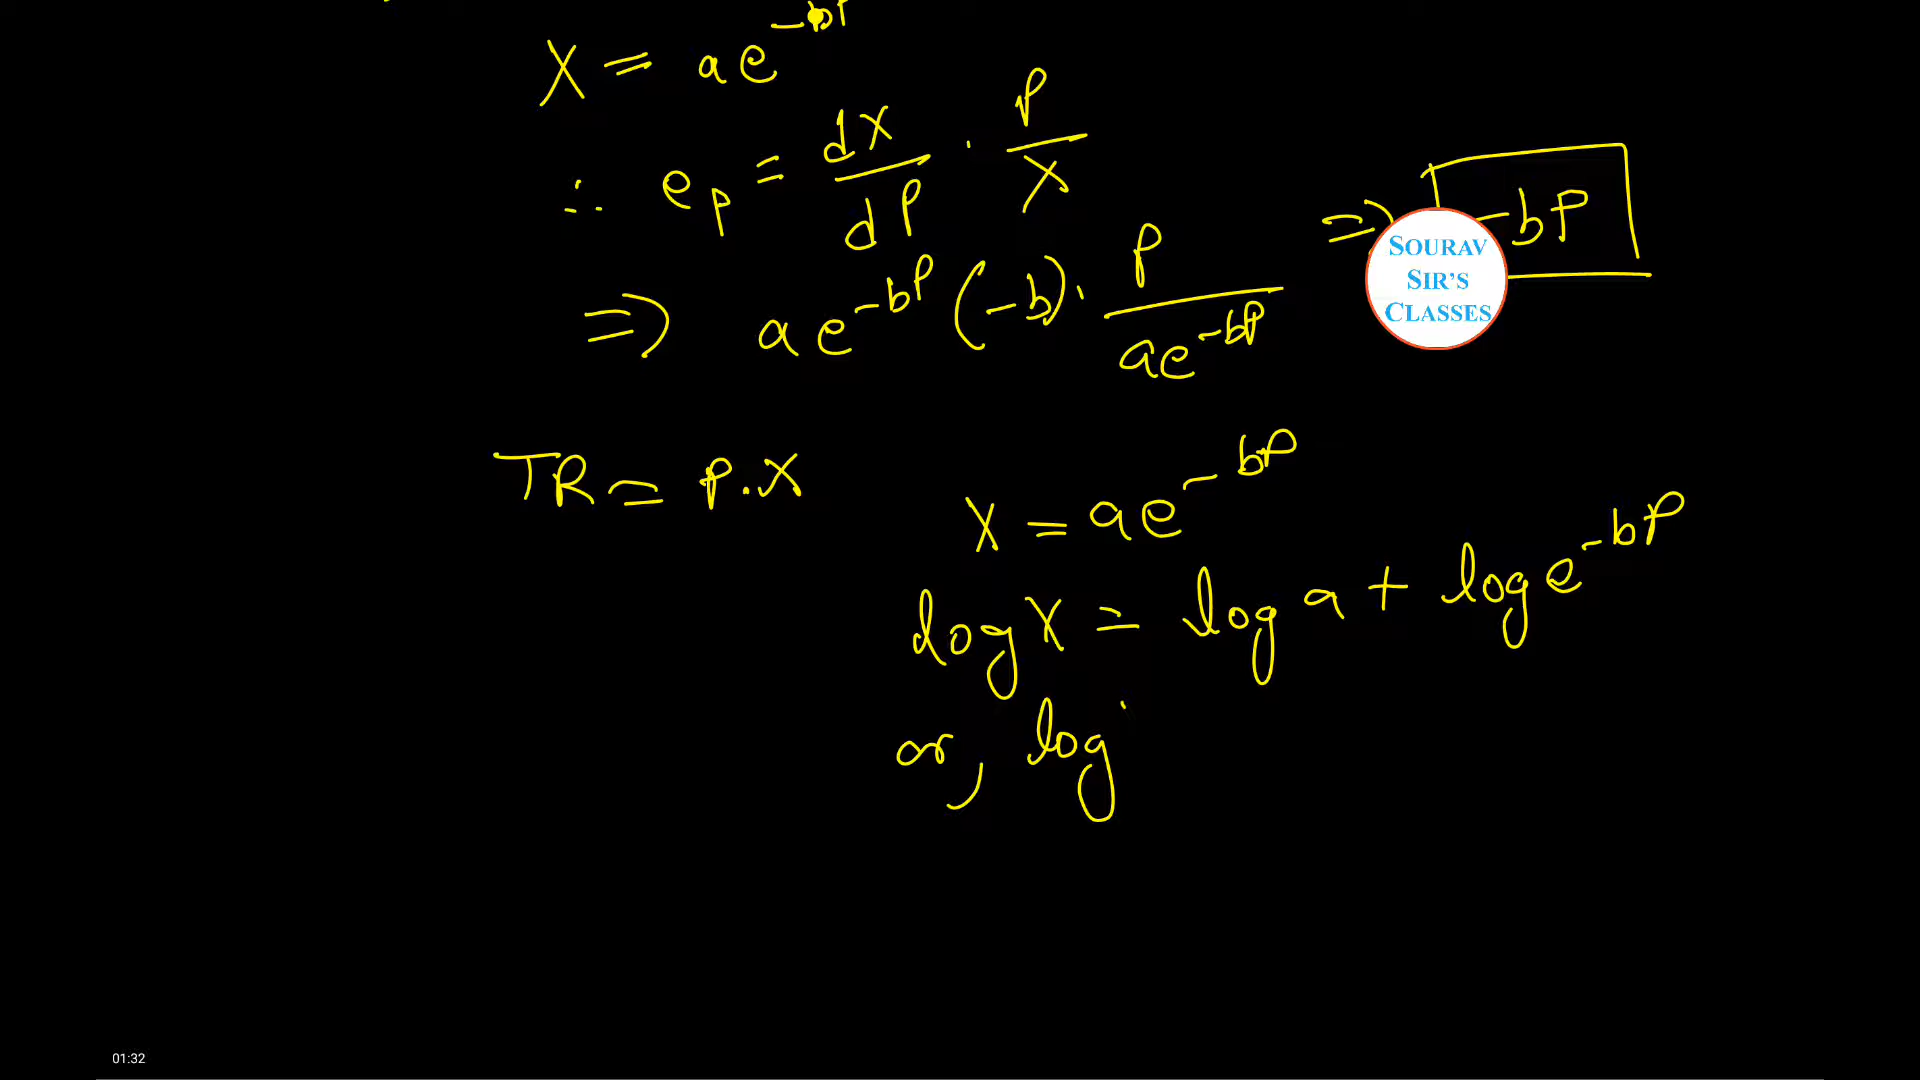 X = ae^{-bP}
∴ e_p = dX/dP · P/X
⇒ -bP
⇒ ae^{-bP} (-b) · P/ae^{-bP}
SOURAV
SIR'S
CLASSES
TR = P.X
X = ae^{-bP}
log X = log a + log e^{-bP}
or, log
01:32